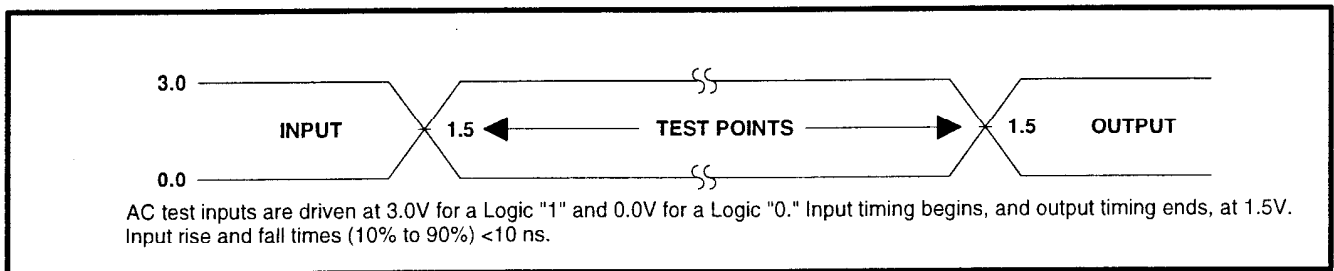 3.0
INPUT 1.5 TEST POINTS 1.5 OUTPUT
0.0
AC test inputs are driven at 3.0V for a Logic "1" and 0.0V for a Logic "0." Input timing begins, and output timing ends, at 1.5V.
Input rise and fall times (10% to 90%) <10 ns.